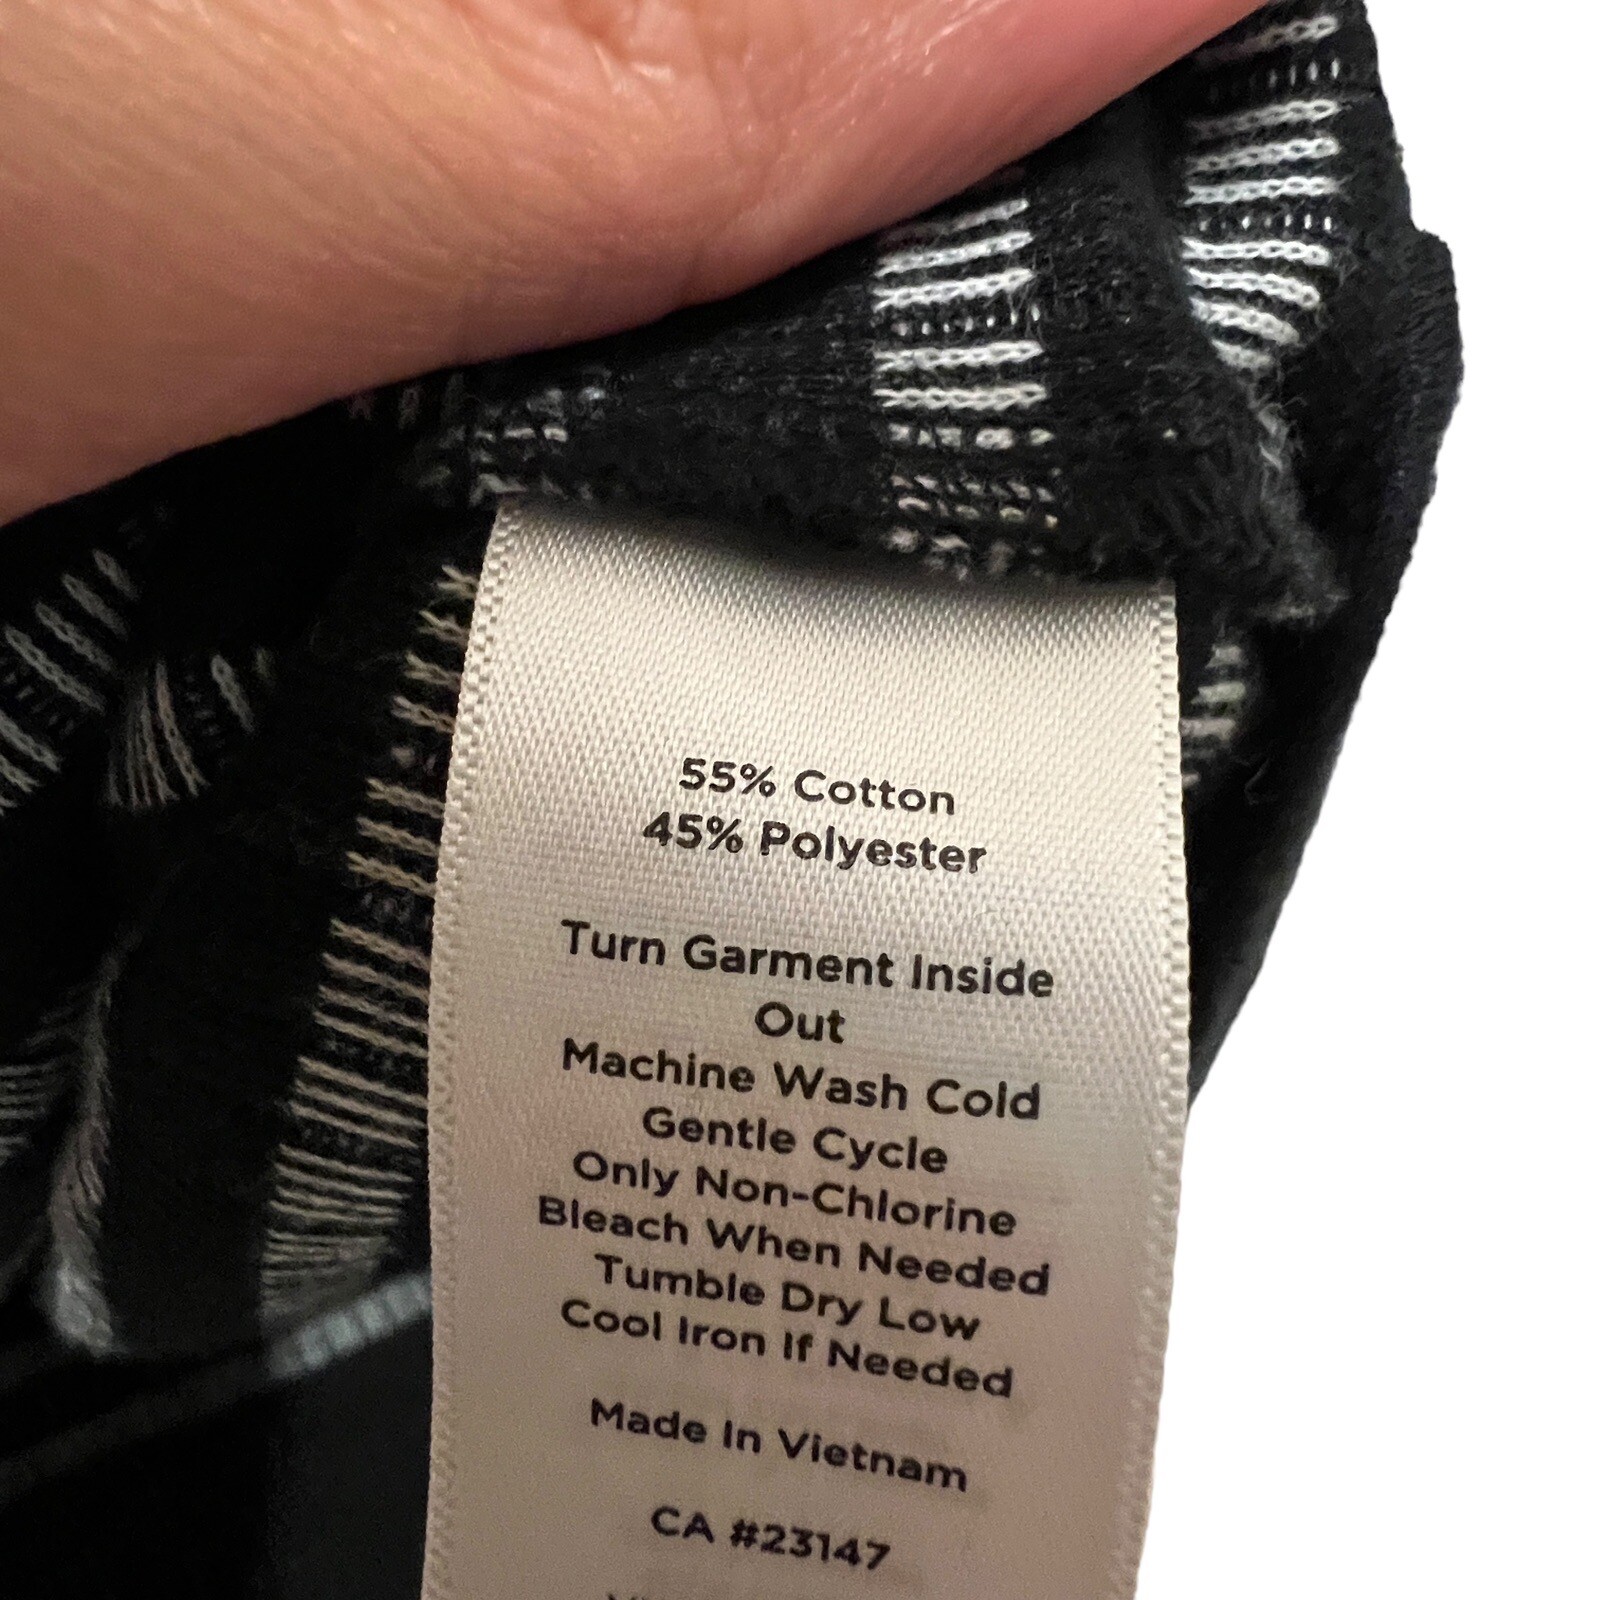 55% Cotton
45% Polyester
Turn Garment Inside
Out
Machine Wash Cold
Gentle Cycle
Only Non-Chlorine
Bleach When Needed
Tumble Dry Low
Cool Iron If Needed
Made In Vietnam
CA #23147